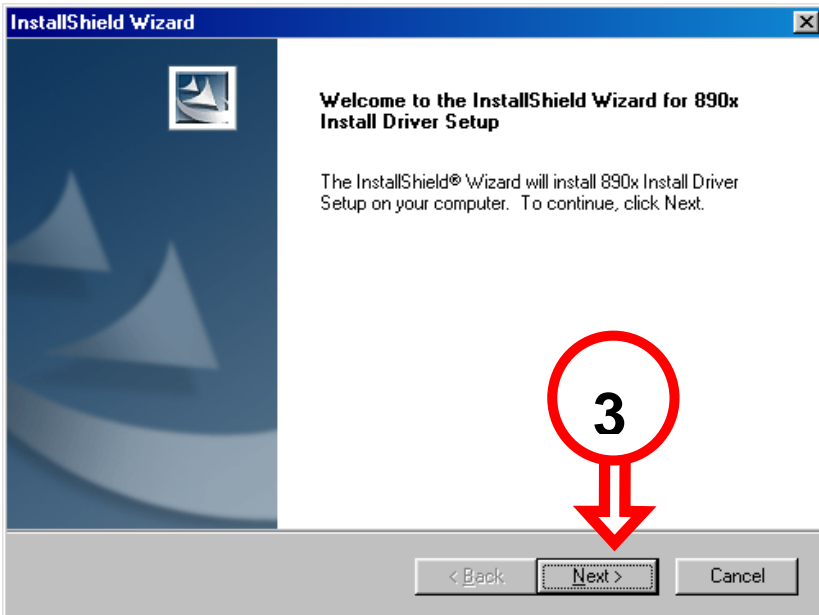 InstallShield Wizard
Welcome to the InstallShield Wizard for 890x
Install Driver Setup
The InstallShield® Wizard will install 890x Install Driver
Setup on your computer.  To continue, click Next.
3
< Back
Next >
Cancel